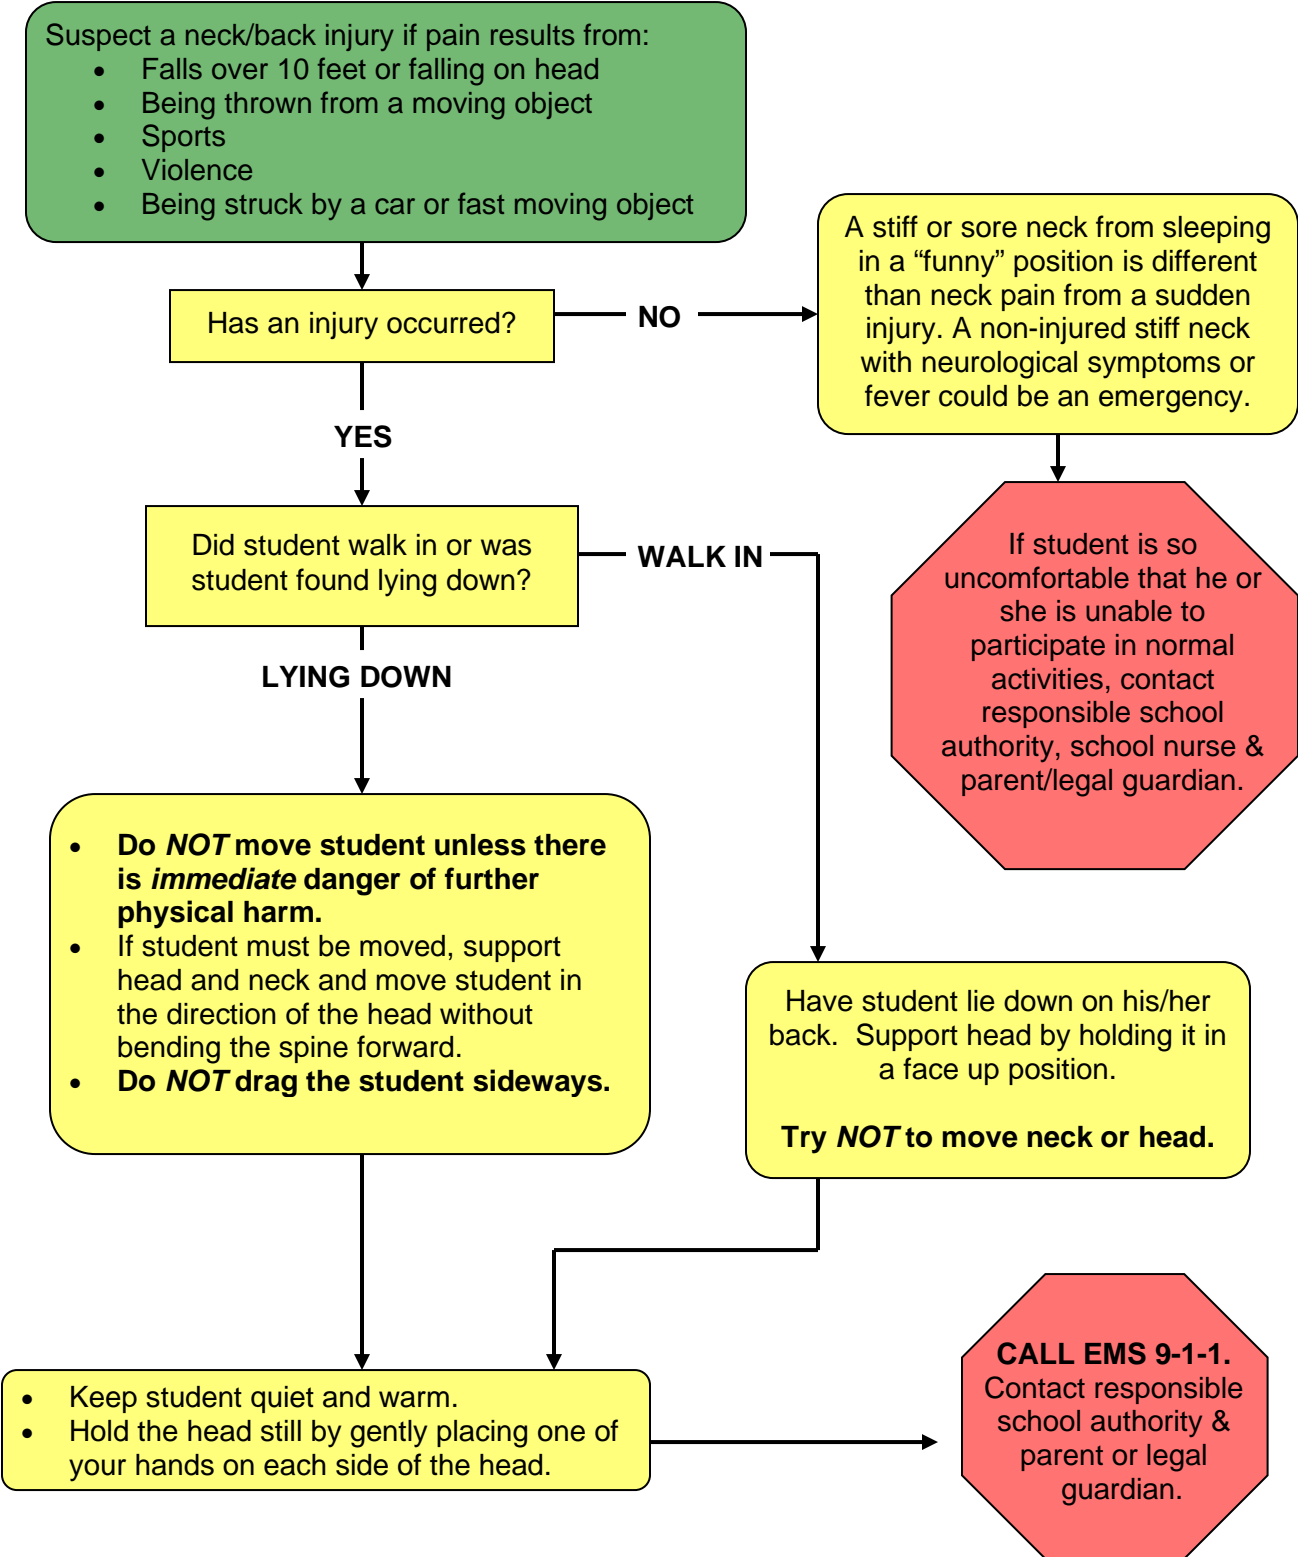 Suspect a neck/back injury if pain results from:
• Falls over 10 feet or falling on head
• Being thrown from a moving object
• Sports
• Violence
• Being struck by a car or fast moving object
A stiff or sore neck from sleeping
in a “funny” position is different
than neck pain from a sudden
injury. A non-injured stiff neck
with neurological symptoms or
fever could be an emergency.
Has an injury occurred?
NO
YES
Did student walk in or was
student found lying down?
WALK IN
LYING DOWN
If student is so
uncomfortable that he or
she is unable to
participate in normal
activities, contact
responsible school
authority, school nurse &
parent/legal guardian.
• Do NOT move student unless there
is immediate danger of further
physical harm.
• If student must be moved, support
head and neck and move student in
the direction of the head without
bending the spine forward.
• Do NOT drag the student sideways.
Have student lie down on his/her
back.  Support head by holding it in
a face up position.
Try NOT to move neck or head.
• Keep student quiet and warm.
• Hold the head still by gently placing one of
your hands on each side of the head.
CALL EMS 9-1-1.
Contact responsible
school authority &
parent or legal
guardian.